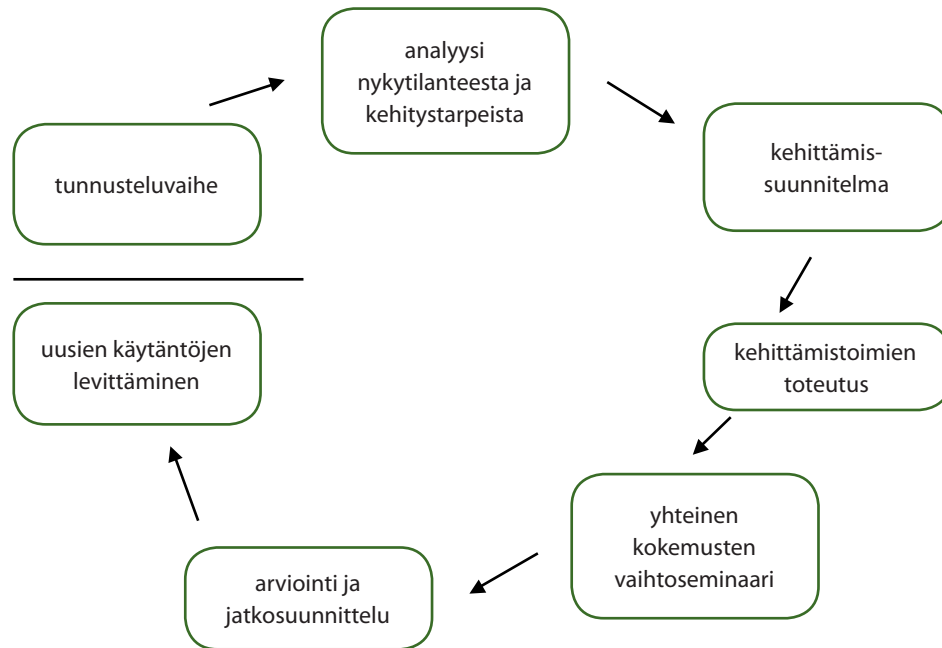 tunnusteluvaihe
analyysi
nykytilanteesta ja
kehitystarpeista
kehittämis-
suunnitelma
kehittämistoimien
toteutus
yhteinen
kokemusten
vaihtoseminaari
arviointi ja
jatkosuunnittelu
uusien käytäntöjen
levittäminen